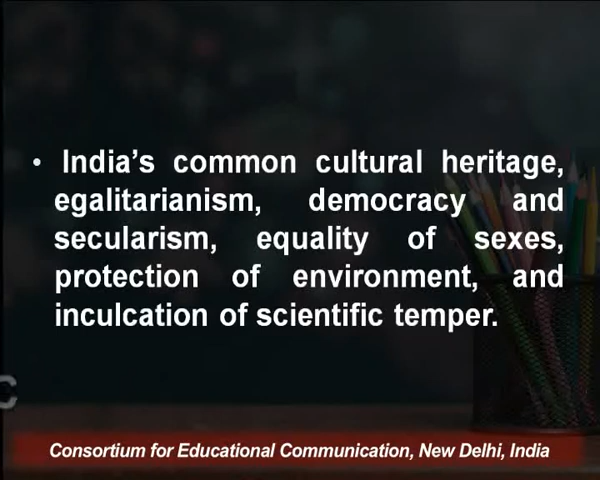 • India’s common cultural heritage,
egalitarianism, democracy and
secularism, equality of sexes,
protection of environment, and
inculcation of scientific temper.
C
Consortium for Educational Communication, New Delhi, India